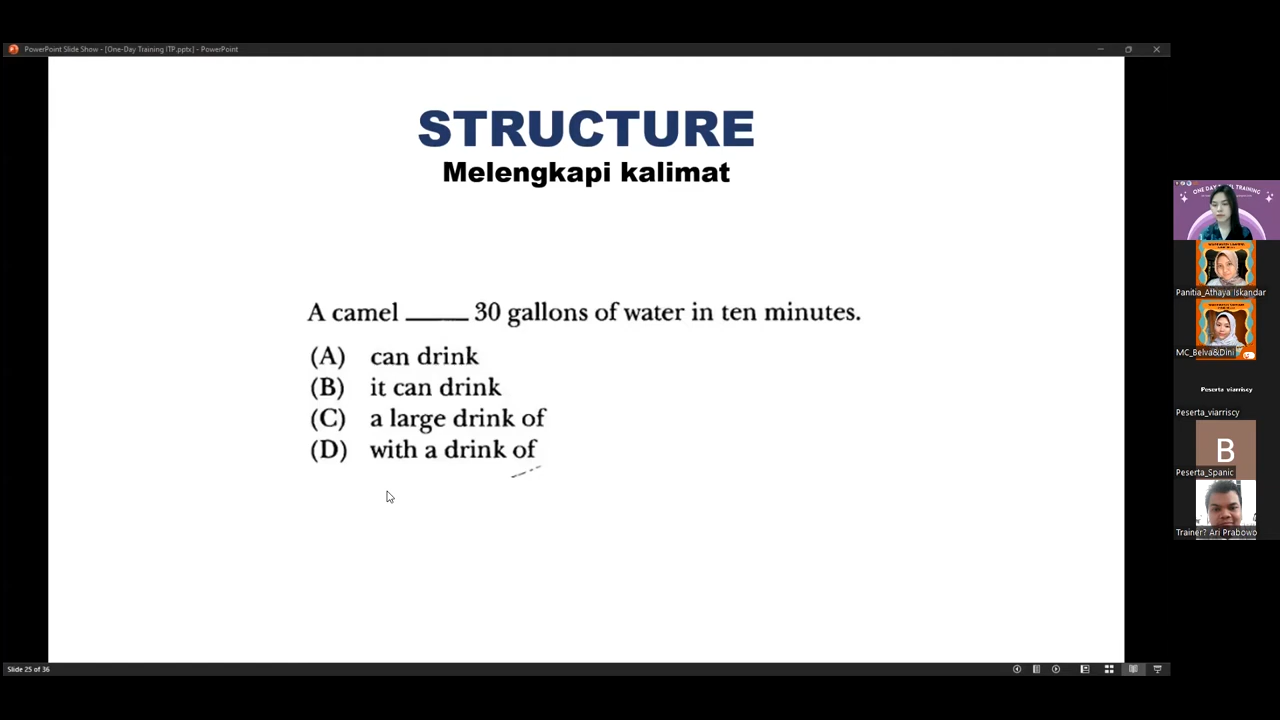 PowerPoint Slide Show - [One-Day Training ITP.pptx] - PowerPoint
STRUCTURE
Melengkapi kalimat
A camel _____ 30 gallons of water in ten minutes.
(A) can drink
(B) it can drink
(C) a large drink of
(D) with a drink of
Slide 25 of 36
TRAINING
Panitia_Athaya Iskandar
MC_Belva&Dini
Peserta viarriscy
Peserta_viarriscy
B
Peserta_Spanic
Trainer? Ari Prabowo